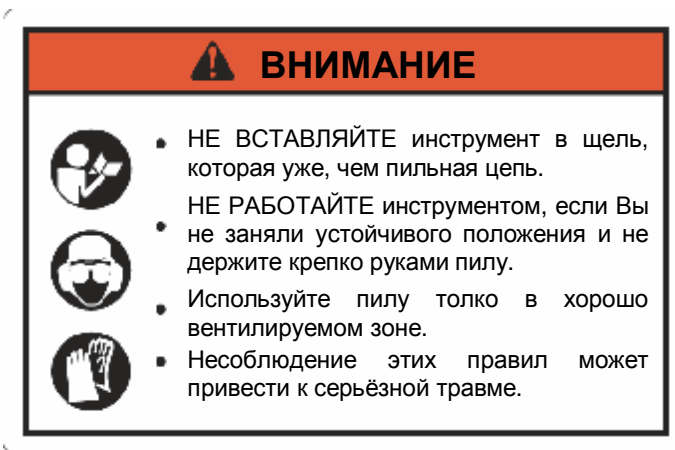 ВНИМАНИЕ
• НЕ ВСТАВЛЯЙТЕ инструмент в щель,
которая уже, чем пильная цепь.
• НЕ РАБОТАЙТЕ инструментом, если Вы
не заняли устойчивого положения и не
держите крепко руками пилу.
• Используйте пилу толко в хорошо
вентилируемом зоне.
• Несоблюдение этих правил может
привести к серьёзной травме.